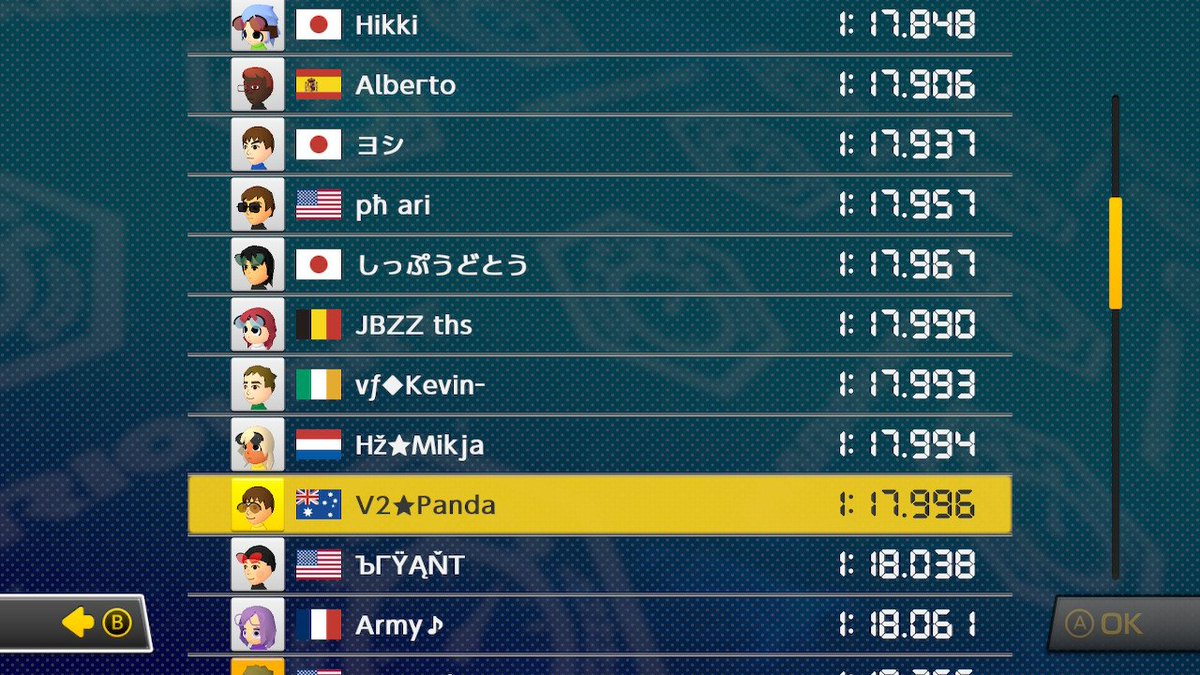 Hikki 1:17.848
Alberto 1:17.906
ヨシ 1:17.937
pħ ari 1:17.957
しっぷうどとう 1:17.967
JBZZ ths 1:17.990
vƒ◆Kevin- 1:17.993
Hž★Mikja 1:17.994
V2★Panda 1:17.996
ЪГŸĄŇT 1:18.038
Army♪ 1:18.061
B
A OK